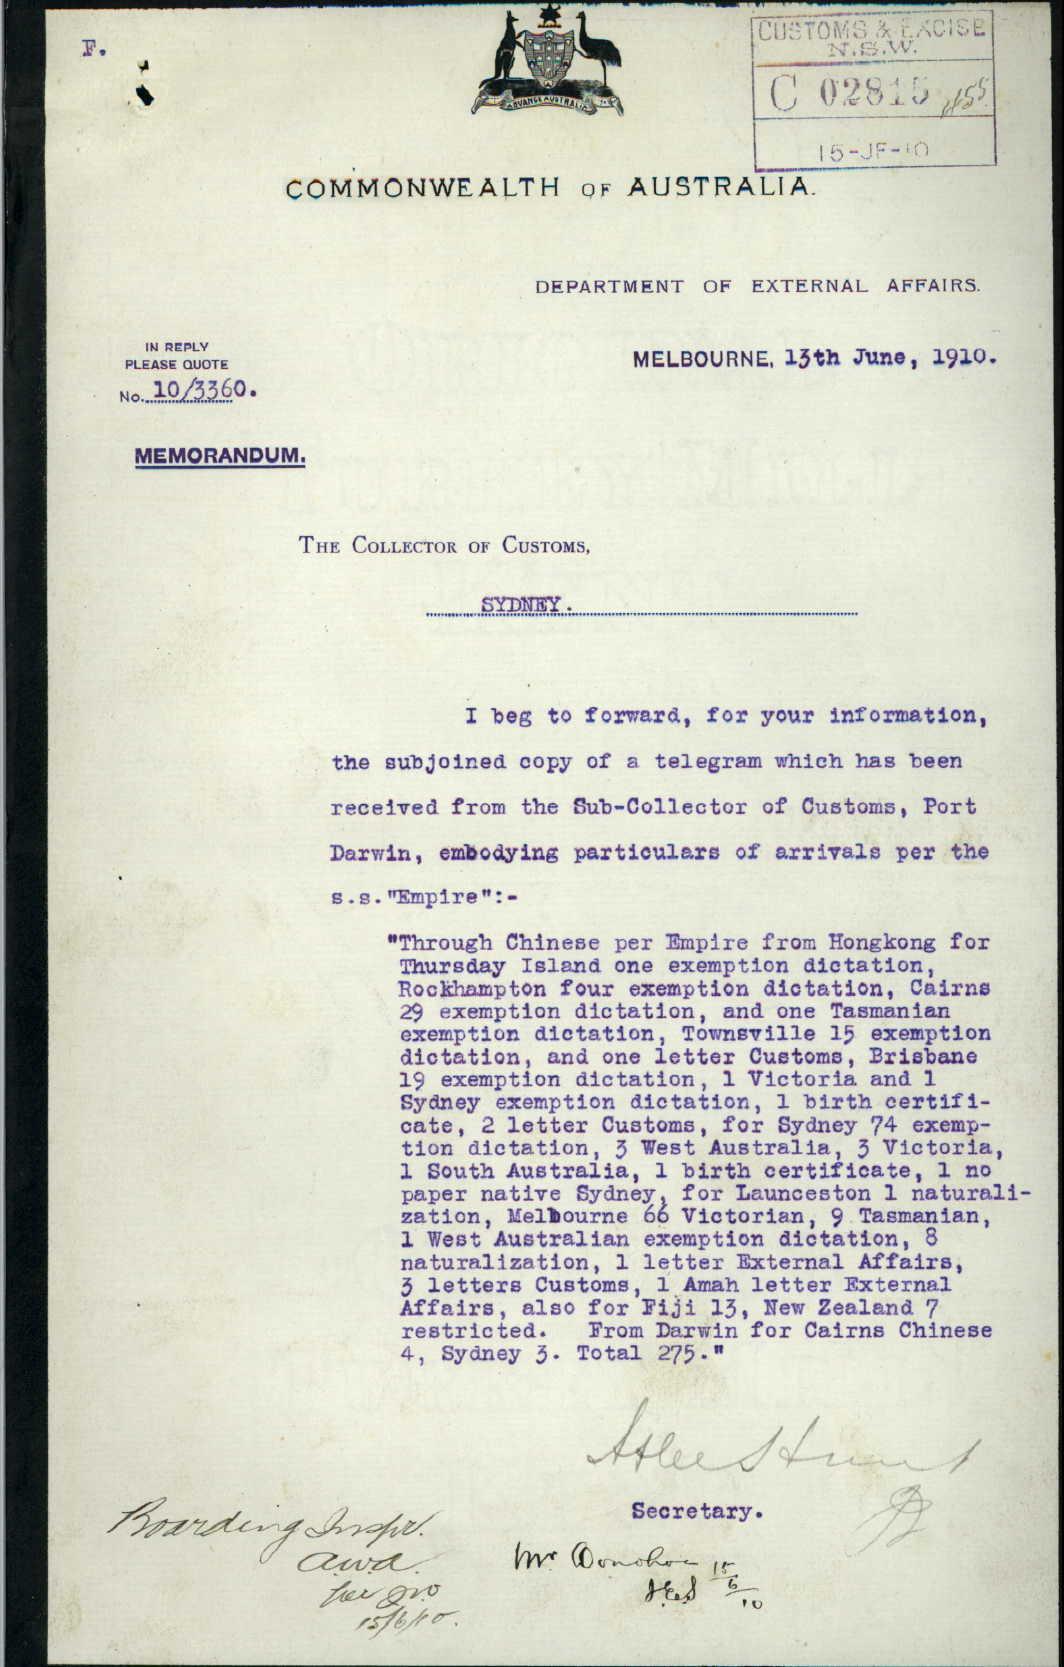 F.
ADVANCE AUSTRALIA
CUSTOMS & EXCISE
N.S.W.
C 02815
15-JE-10
COMMONWEALTH OF AUSTRALIA.
DEPARTMENT OF EXTERNAL AFFAIRS.
MELBOURNE, 13th June, 1910.
IN REPLY
PLEASE QUOTE
No. 10/3360.
MEMORANDUM.
THE COLLECTOR OF CUSTOMS,
SYDNEY.
I beg to forward, for your information,
the subjoined copy of a telegram which has been
received from the Sub-Collector of Customs, Port
Darwin, embodying particulars of arrivals per the
s.s."Empire":-
"Through Chinese per Empire from Hongkong for
Thursday Island one exemption dictation,
Rockhampton four exemption dictation, Cairns
29 exemption dictation, and one Tasmanian
exemption dictation, Townsville 15 exemption
dictation, and one letter Customs, Brisbane
19 exemption dictation, 1 Victoria and 1
Sydney exemption dictation, 1 birth certifi-
cate, 2 letter Customs, for Sydney 74 exemp-
tion dictation, 3 West Australia, 3 Victoria,
1 South Australia, 1 birth certificate, 1 no
paper native Sydney, for Launceston 1 naturali-
zation, Melbourne 66 Victorian, 9 Tasmanian,
1 West Australian exemption dictation, 8
naturalization, 1 letter External Affairs,
3 letters Customs, 1 Amah letter External
Affairs, also for Fiji 13, New Zealand 7
restricted. From Darwin for Cairns Chinese
4, Sydney 3. Total 275."
Atlee Hunt
Secretary.
Boarding Inspr.
a.w.a.
15/6/10.
Mr Donohoe 15/6/10